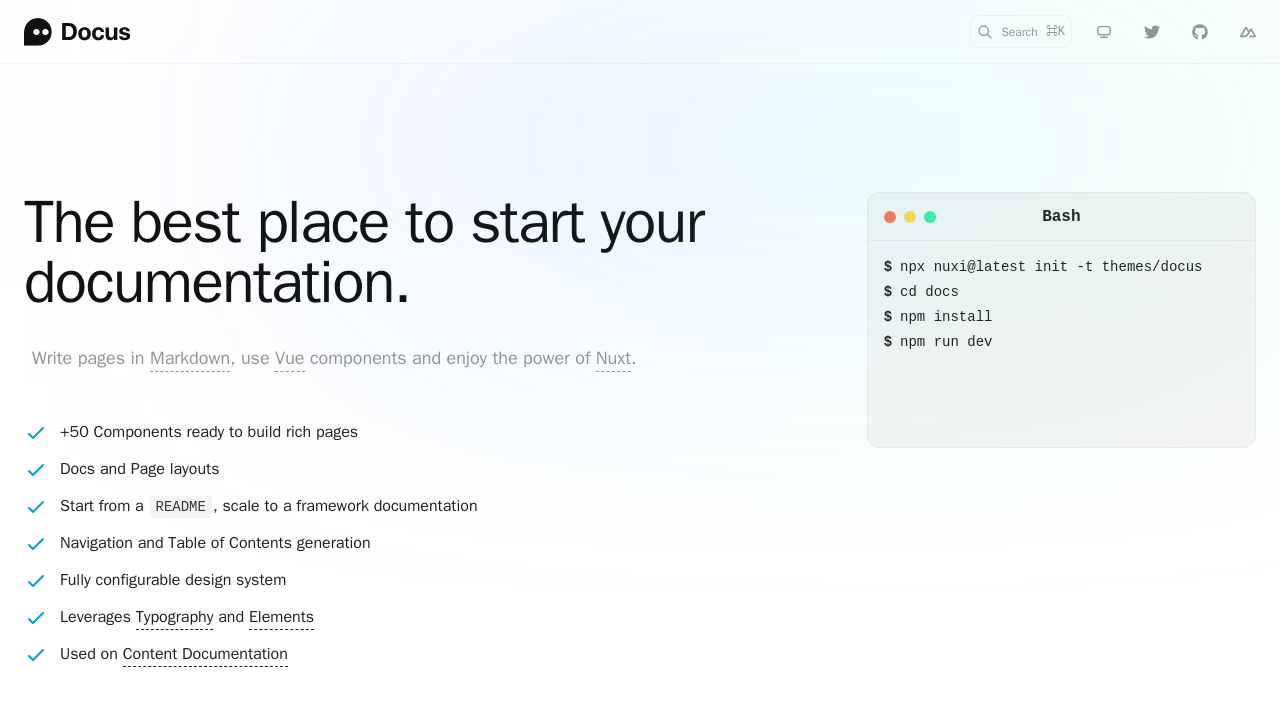 Docus
Search ⌘K
The best place to start your
documentation.
Write pages in Markdown, use Vue components and enjoy the power of Nuxt.
+50 Components ready to build rich pages
Docs and Page layouts
Start from a README, scale to a framework documentation
Navigation and Table of Contents generation
Fully configurable design system
Leverages Typography and Elements
Used on Content Documentation
Bash
$ npx nuxi@latest init -t themes/docus
$ cd docs
$ npm install
$ npm run dev